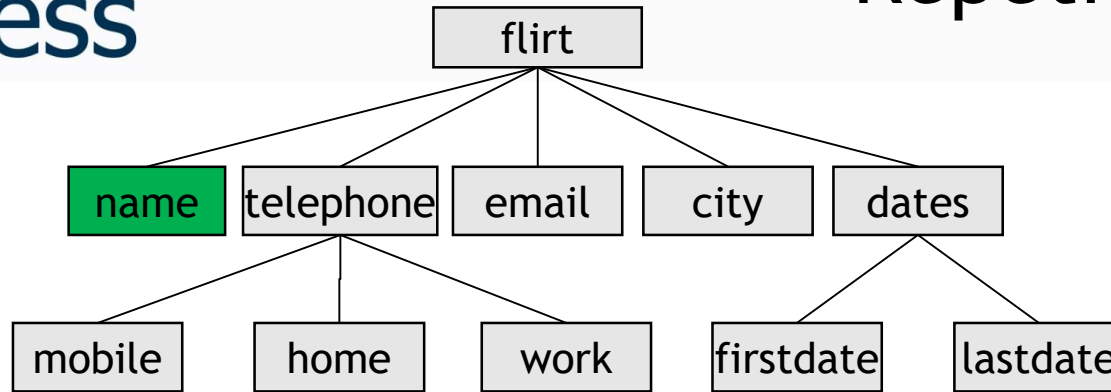 ess
flirt
name telephone email city dates
mobile home work firstdate lastdate